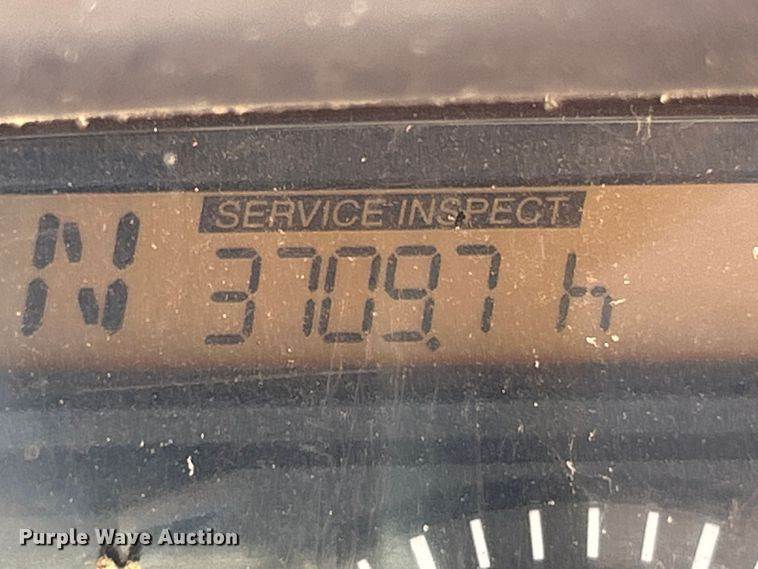 SERVICE INSPECT
N 3709.7 h
Purple Wave Auction